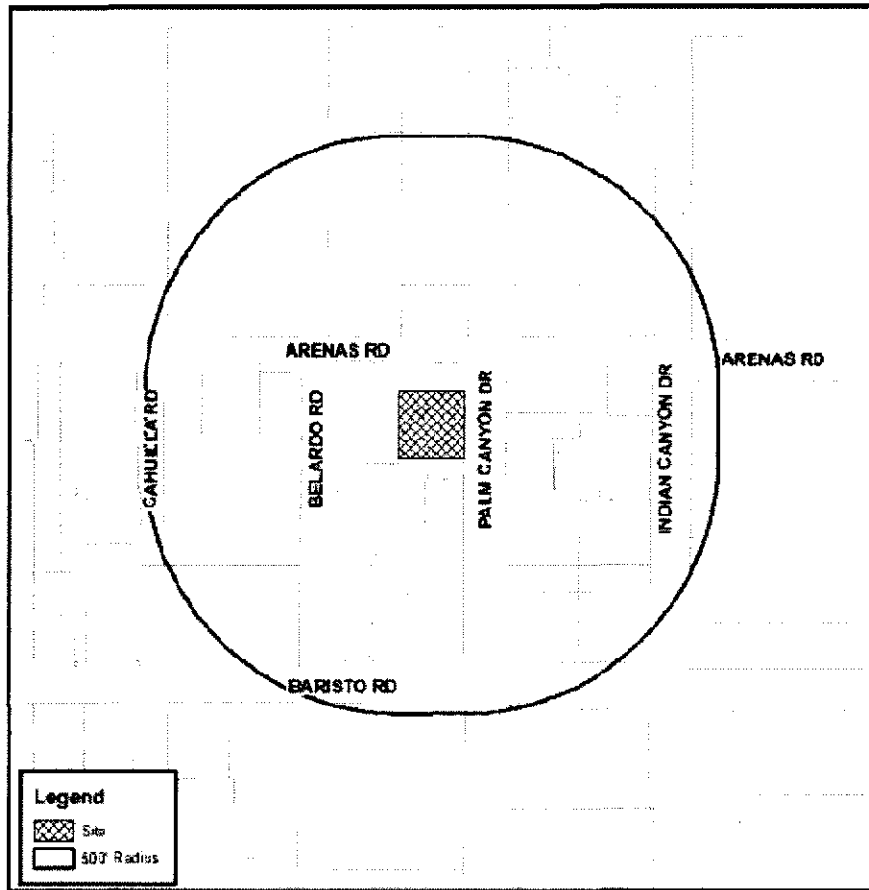 ARENAS RD
ARENAS RD
CAHUILLA RD
BELARDO RD
PALM CANYON DR
INDIAN CANYON DR
BARISTO RD
Legend
Site
500' Radius